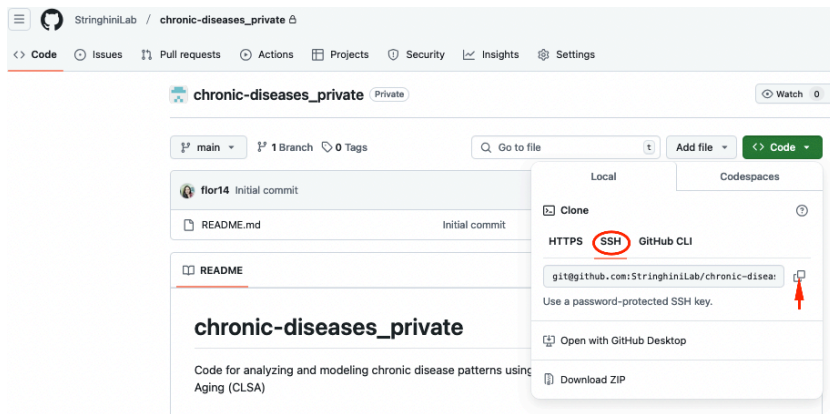 StringhiniLab / chronic-diseases_private
Code Issues Pull requests Actions Projects Security Insights Settings
chronic-diseases_private Private Watch 0
main 1 Branch 0 Tags Go to file t Add file Code
flor14 Initial commit
README.md Initial commit
README
chronic-diseases_private
Code for analyzing and modeling chronic disease patterns using
Aging (CLSA)
Local Codespaces
Clone
HTTPS SSH GitHub CLI
git@github.com:StringhiniLab/chronic-diseas
Use a password-protected SSH key.
Open with GitHub Desktop
Download ZIP